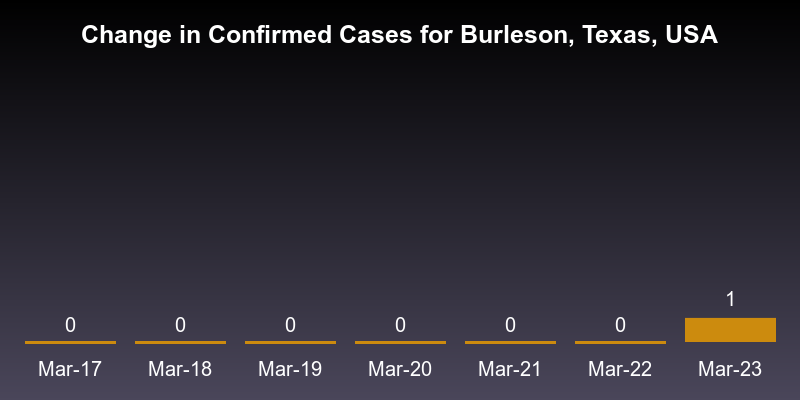 Change in Confirmed Cases for Burleson, Texas, USA
1
0 0 0 0 0 0
Mar-17 Mar-18 Mar-19 Mar-20 Mar-21 Mar-22 Mar-23